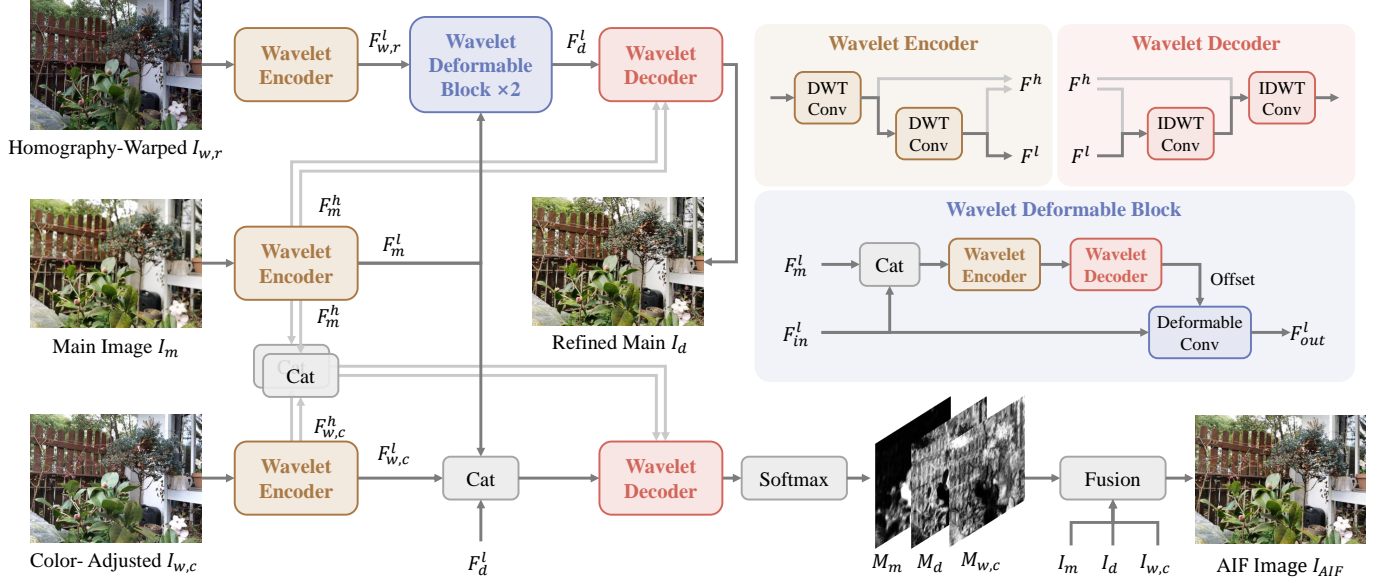 Wavelet
Encoder
F^l_{w,r}
Wavelet
Deformable
Block ×2
F^l_d
Wavelet
Decoder
Homography-Warped I_{w,r}
F^h_m
Wavelet
Encoder
F^l_m
F^h_m
Main Image I_m
Refined Main I_d
Cat
Cat
F^h_{w,c}
Wavelet
Encoder
F^l_{w,c}
Cat
F^l_d
Wavelet
Decoder
Softmax
M_m M_d M_{w,c}
Fusion
I_m I_d I_{w,c}
Color- Adjusted I_{w,c}
AIF Image I_{AIF}
Wavelet Encoder
DWT
Conv
DWT
Conv
F^h
F^l
Wavelet Decoder
F^h
F^l
IDWT
Conv
IDWT
Conv
Wavelet Deformable Block
F^l_m
Cat
Wavelet
Encoder
Wavelet
Decoder
Offset
F^l_{in}
Deformable
Conv
F^l_{out}